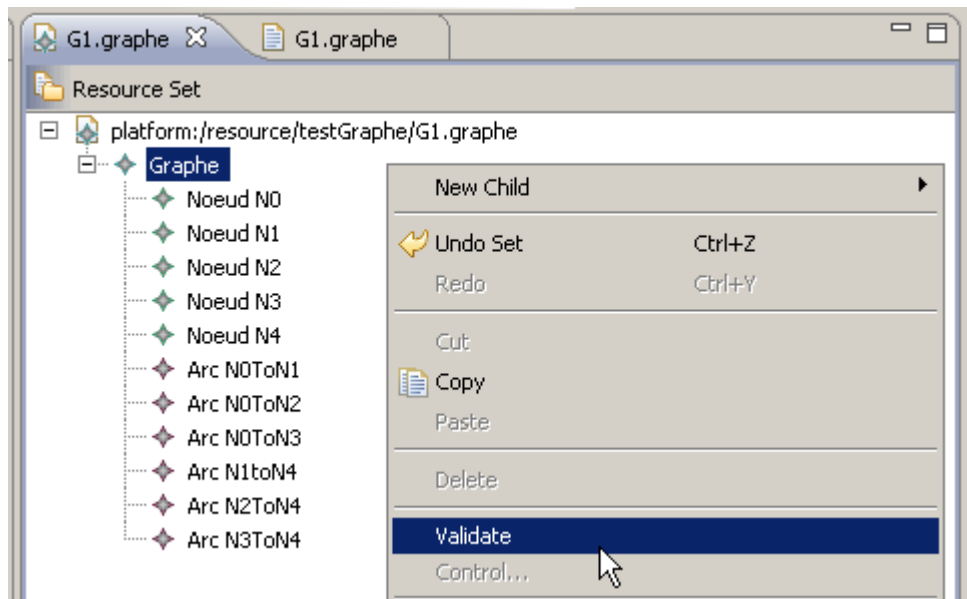 G1.graphe G1.graphe
Resource Set
platform:/resource/testGraphe/G1.graphe
Graphe
Noeud N0
Noeud N1
Noeud N2
Noeud N3
Noeud N4
Arc N0ToN1
Arc N0ToN2
Arc N0ToN3
Arc N1toN4
Arc N2ToN4
Arc N3ToN4
New Child
Undo Set Ctrl+Z
Redo Ctrl+Y
Cut
Copy
Paste
Delete
Validate
Control...